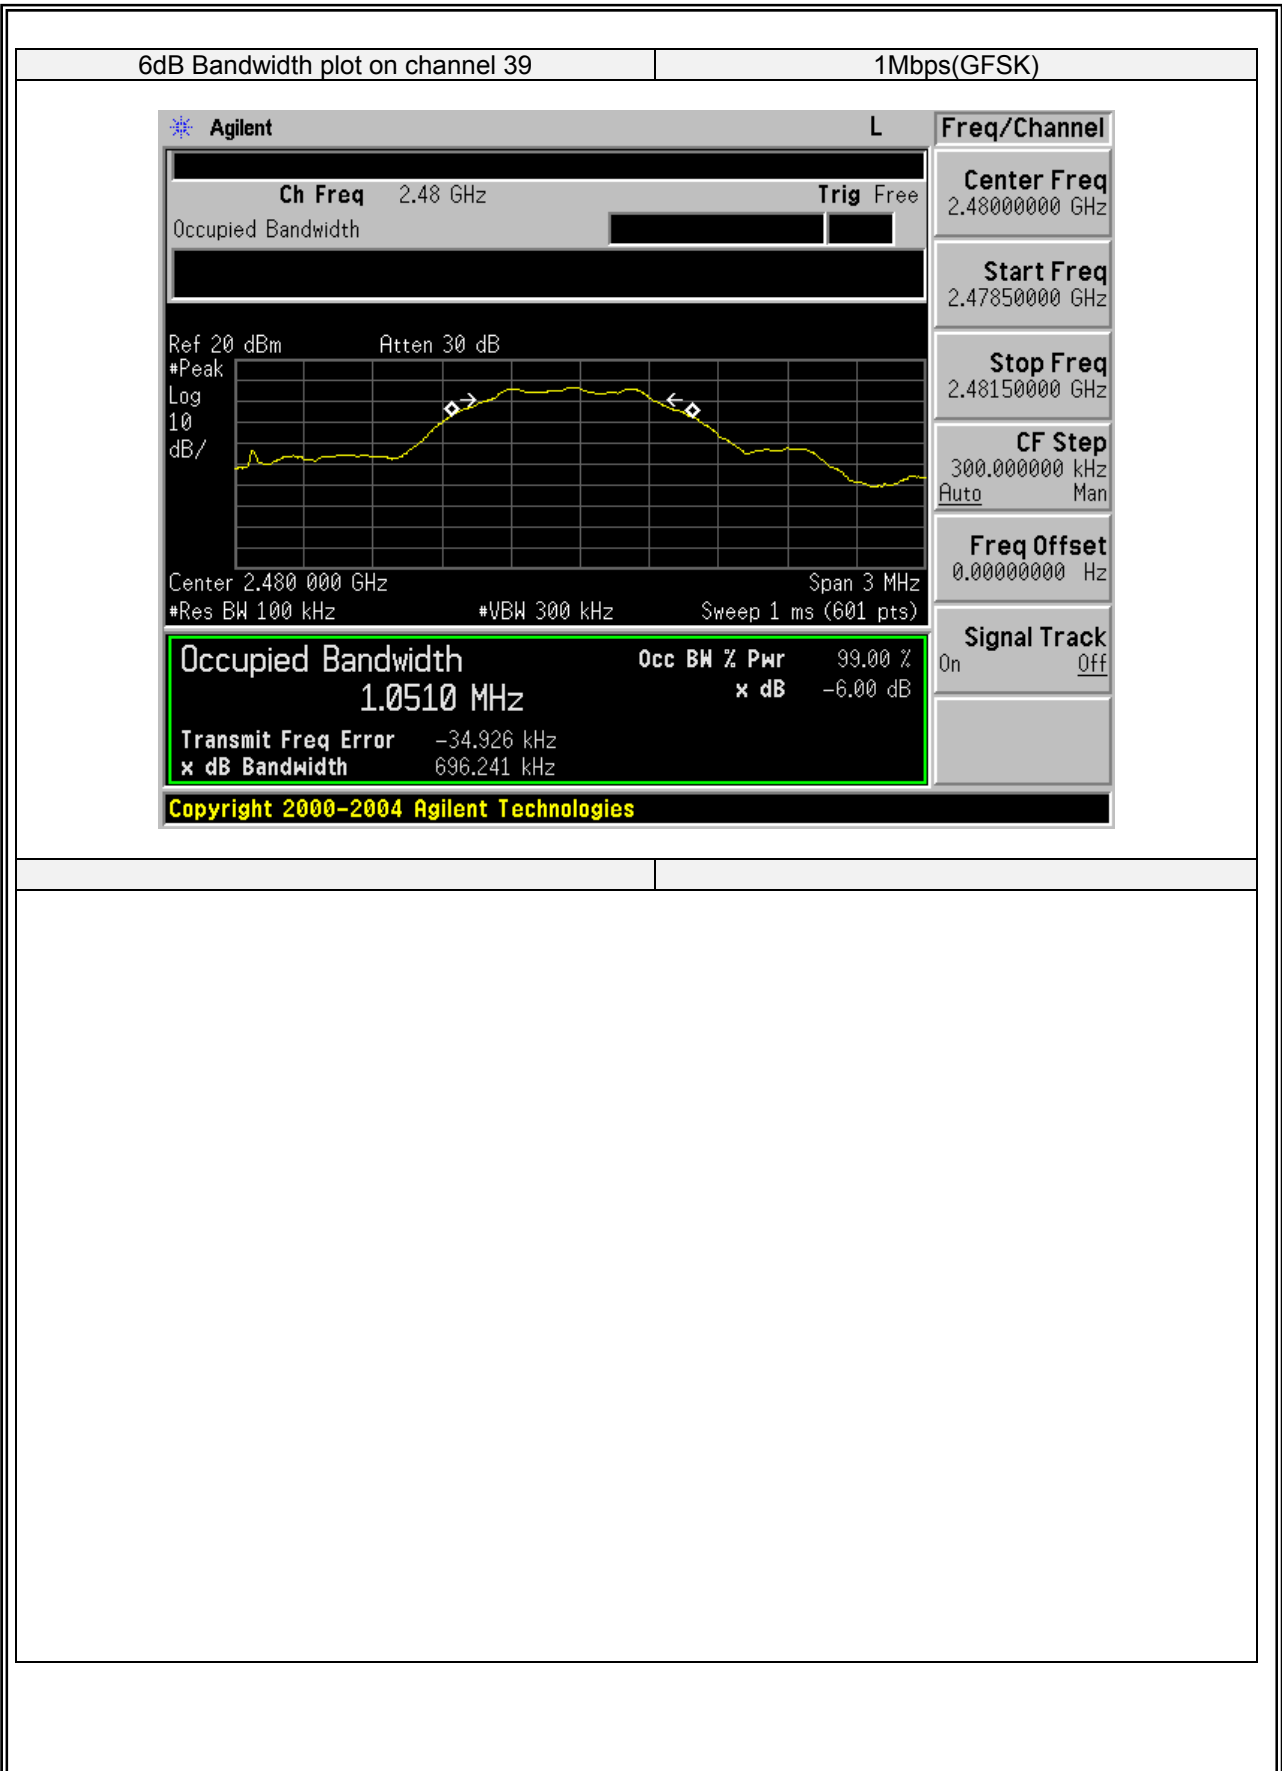 6dB Bandwidth plot on channel 39 1Mbps(GFSK)
Agilent L Freq/Channel
Ch Freq 2.48 GHz Trig Free
Occupied Bandwidth
Center Freq
2.48000000 GHz
Start Freq
2.47850000 GHz
Stop Freq
2.48150000 GHz
CF Step
300.000000 kHz
Auto Man
Freq Offset
0.00000000 Hz
Signal Track
On Off
Ref 20 dBm Atten 30 dB
#Peak
Log
10
dB/
Center 2.480 000 GHz Span 3 MHz
#Res BW 100 kHz #VBW 300 kHz Sweep 1 ms (601 pts)
Occupied Bandwidth Occ BW % Pwr 99.00 %
1.0510 MHz x dB -6.00 dB
Transmit Freq Error -34.926 kHz
x dB Bandwidth 696.241 kHz
Copyright 2000-2004 Agilent Technologies